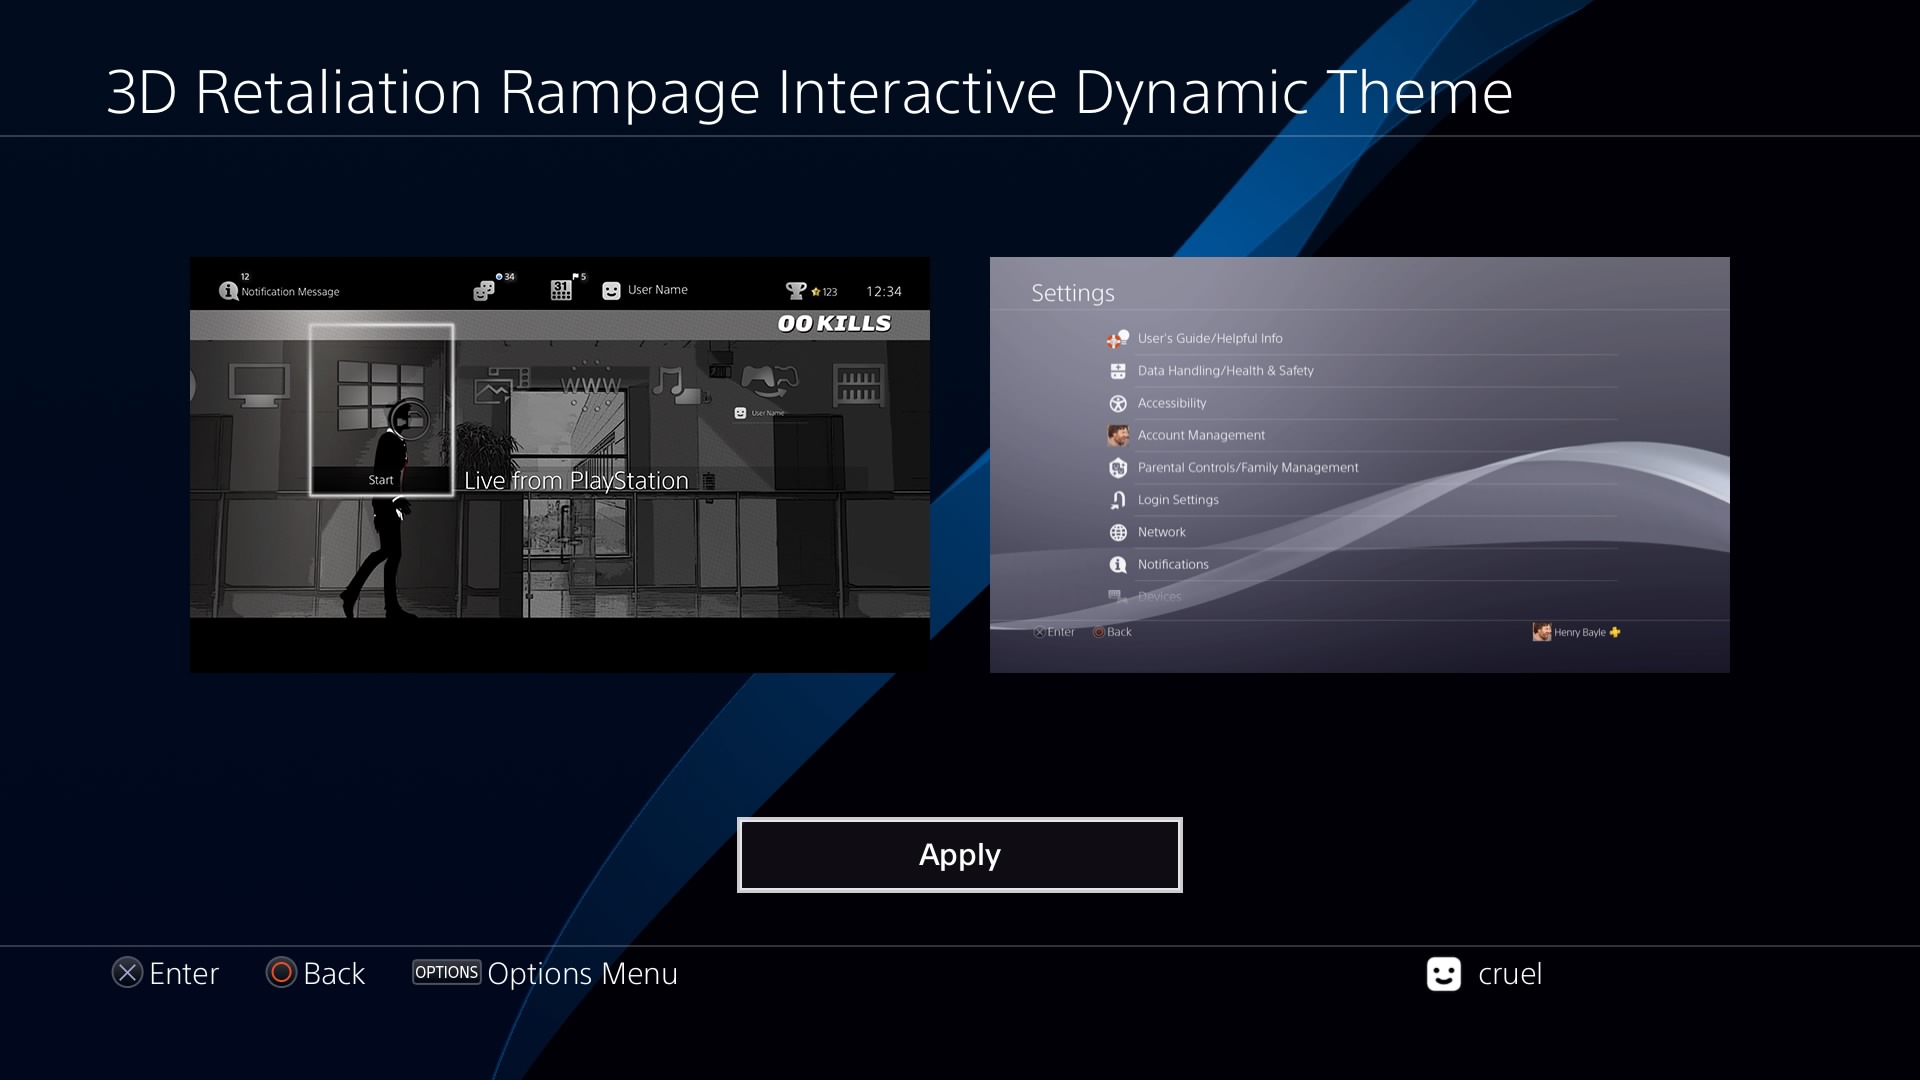 3D Retaliation Rampage Interactive Dynamic Theme
12
Notification Message
34
31
5
User Name
123
12:34
00 KILLS
WWW
User Name
Start
Live from PlayStation
Settings
User's Guide/Helpful Info
Data Handling/Health & Safety
Accessibility
Account Management
Parental Controls/Family Management
Login Settings
Network
Notifications
Devices
Enter
Back
Henry Bayle
Apply
Enter
Back
OPTIONS Options Menu
cruel